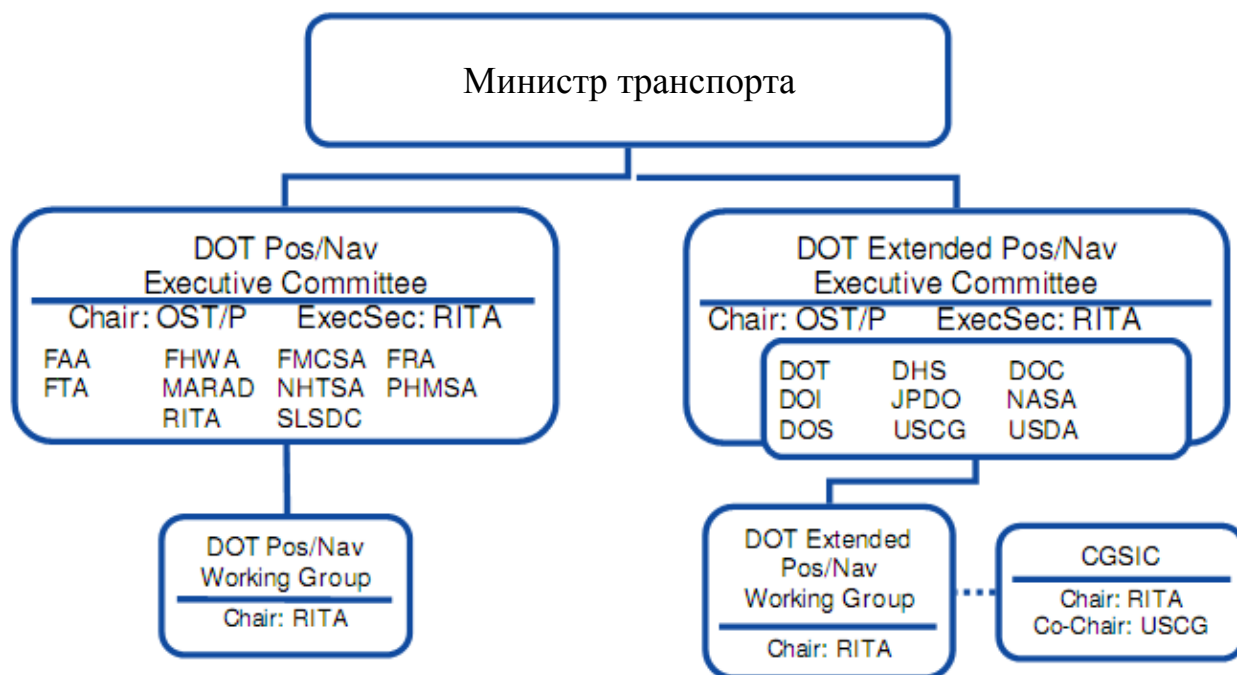 Министр транспорта
DOT Pos/Nav
Executive Committee
Chair: OST/P ExecSec: RITA
FAA FHWA FMCSA FRA
FTA MARAD NHTSA PHMSA
RITA SLSDC
DOT Extended Pos/Nav
Executive Committee
Chair: OST/P ExecSec: RITA
DOT DHS DOC
DOI JPDO NASA
DOS USCG USDA
DOT Pos/Nav
Working Group
Chair: RITA
DOT Extended
Pos/Nav
Working Group
Chair: RITA
CGSIC
Chair: RITA
Co-Chair: USCG